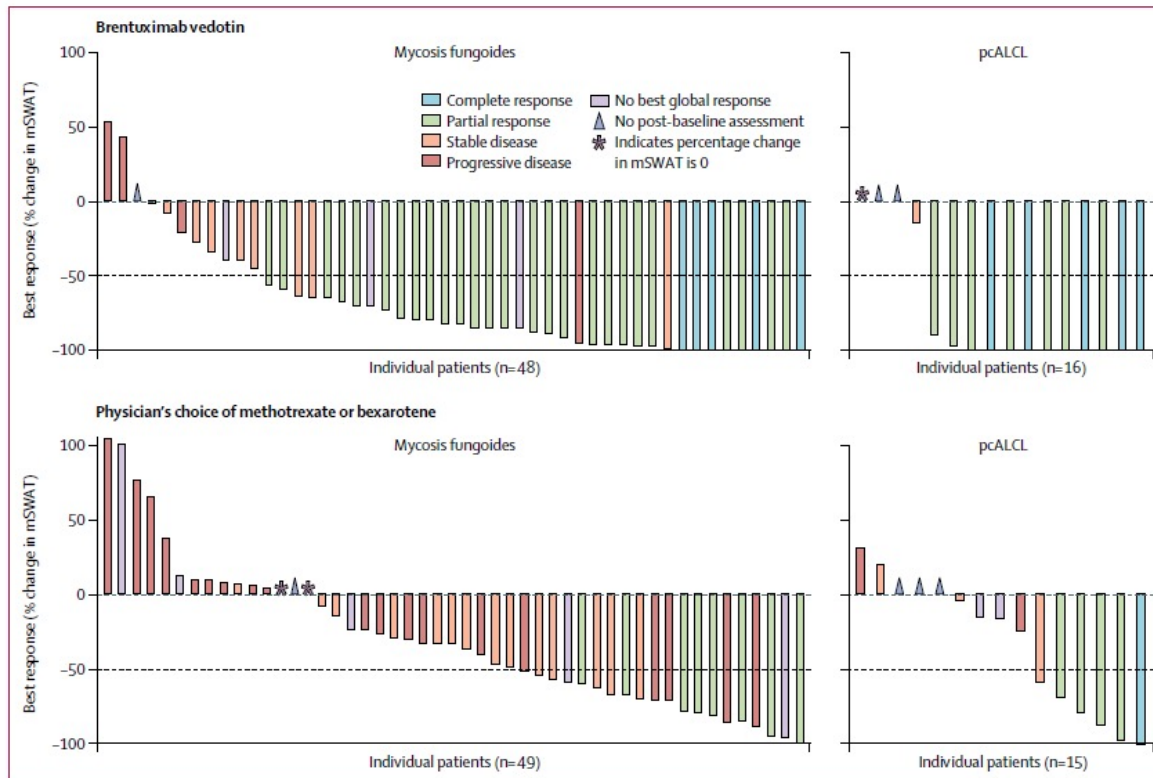 Brentuximab vedotin
Mycosis fungoides
pcALCL
Best response (% change in mSWAT)
100
50
0
−50
−100
Complete response
Partial response
Stable disease
Progressive disease
No best global response
No post-baseline assessment
Indicates percentage change
in mSWAT is 0
Individual patients (n=48)
Individual patients (n=16)
Physician's choice of methotrexate or bexarotene
Mycosis fungoides
pcALCL
Best response (% change in mSWAT)
100
50
0
−50
−100
Individual patients (n=49)
Individual patients (n=15)